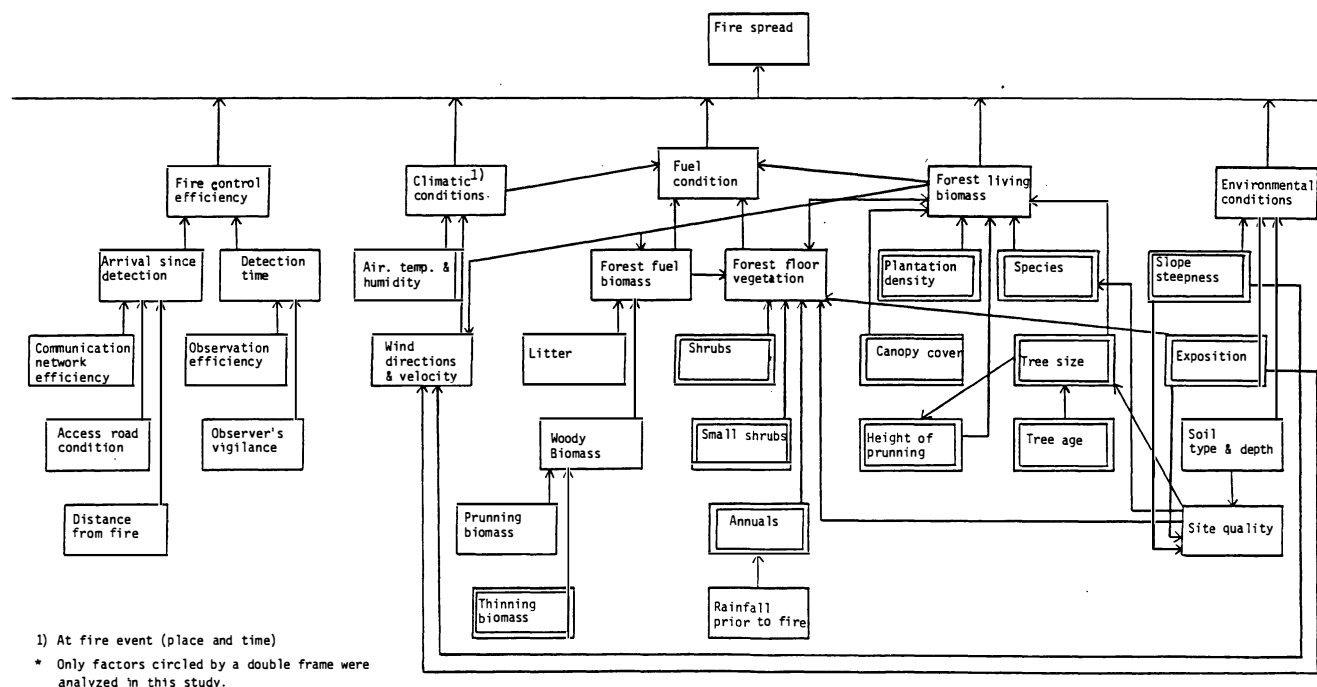 Fire spread
Fire control
efficiency
Climatic 1)
conditions
Fuel
condition
Forest living
biomass
Environmental
conditions
Arrival since
detection
Detection
time
Air. temp. &
humidity
Forest fuel
biomass
Forest floor
vegetation
Plantation
density
Species
Slope
steepness
Communication
network
efficiency
Observation
efficiency
Wind
directions
& velocity
Litter
Shrubs
Canopy cover
Tree size
Exposition
Access road
condition
Observer's
vigilance
Woody
Biomass
Small shrubs
Height of
prunning
Tree age
Soil
type & depth
Distance
from fire
Prunning
biomass
Annuals
Site quality
Thinning
biomass
Rainfall
prior to fire
1) At fire event (place and time)
* Only factors circled by a double frame were
analyzed in this study.